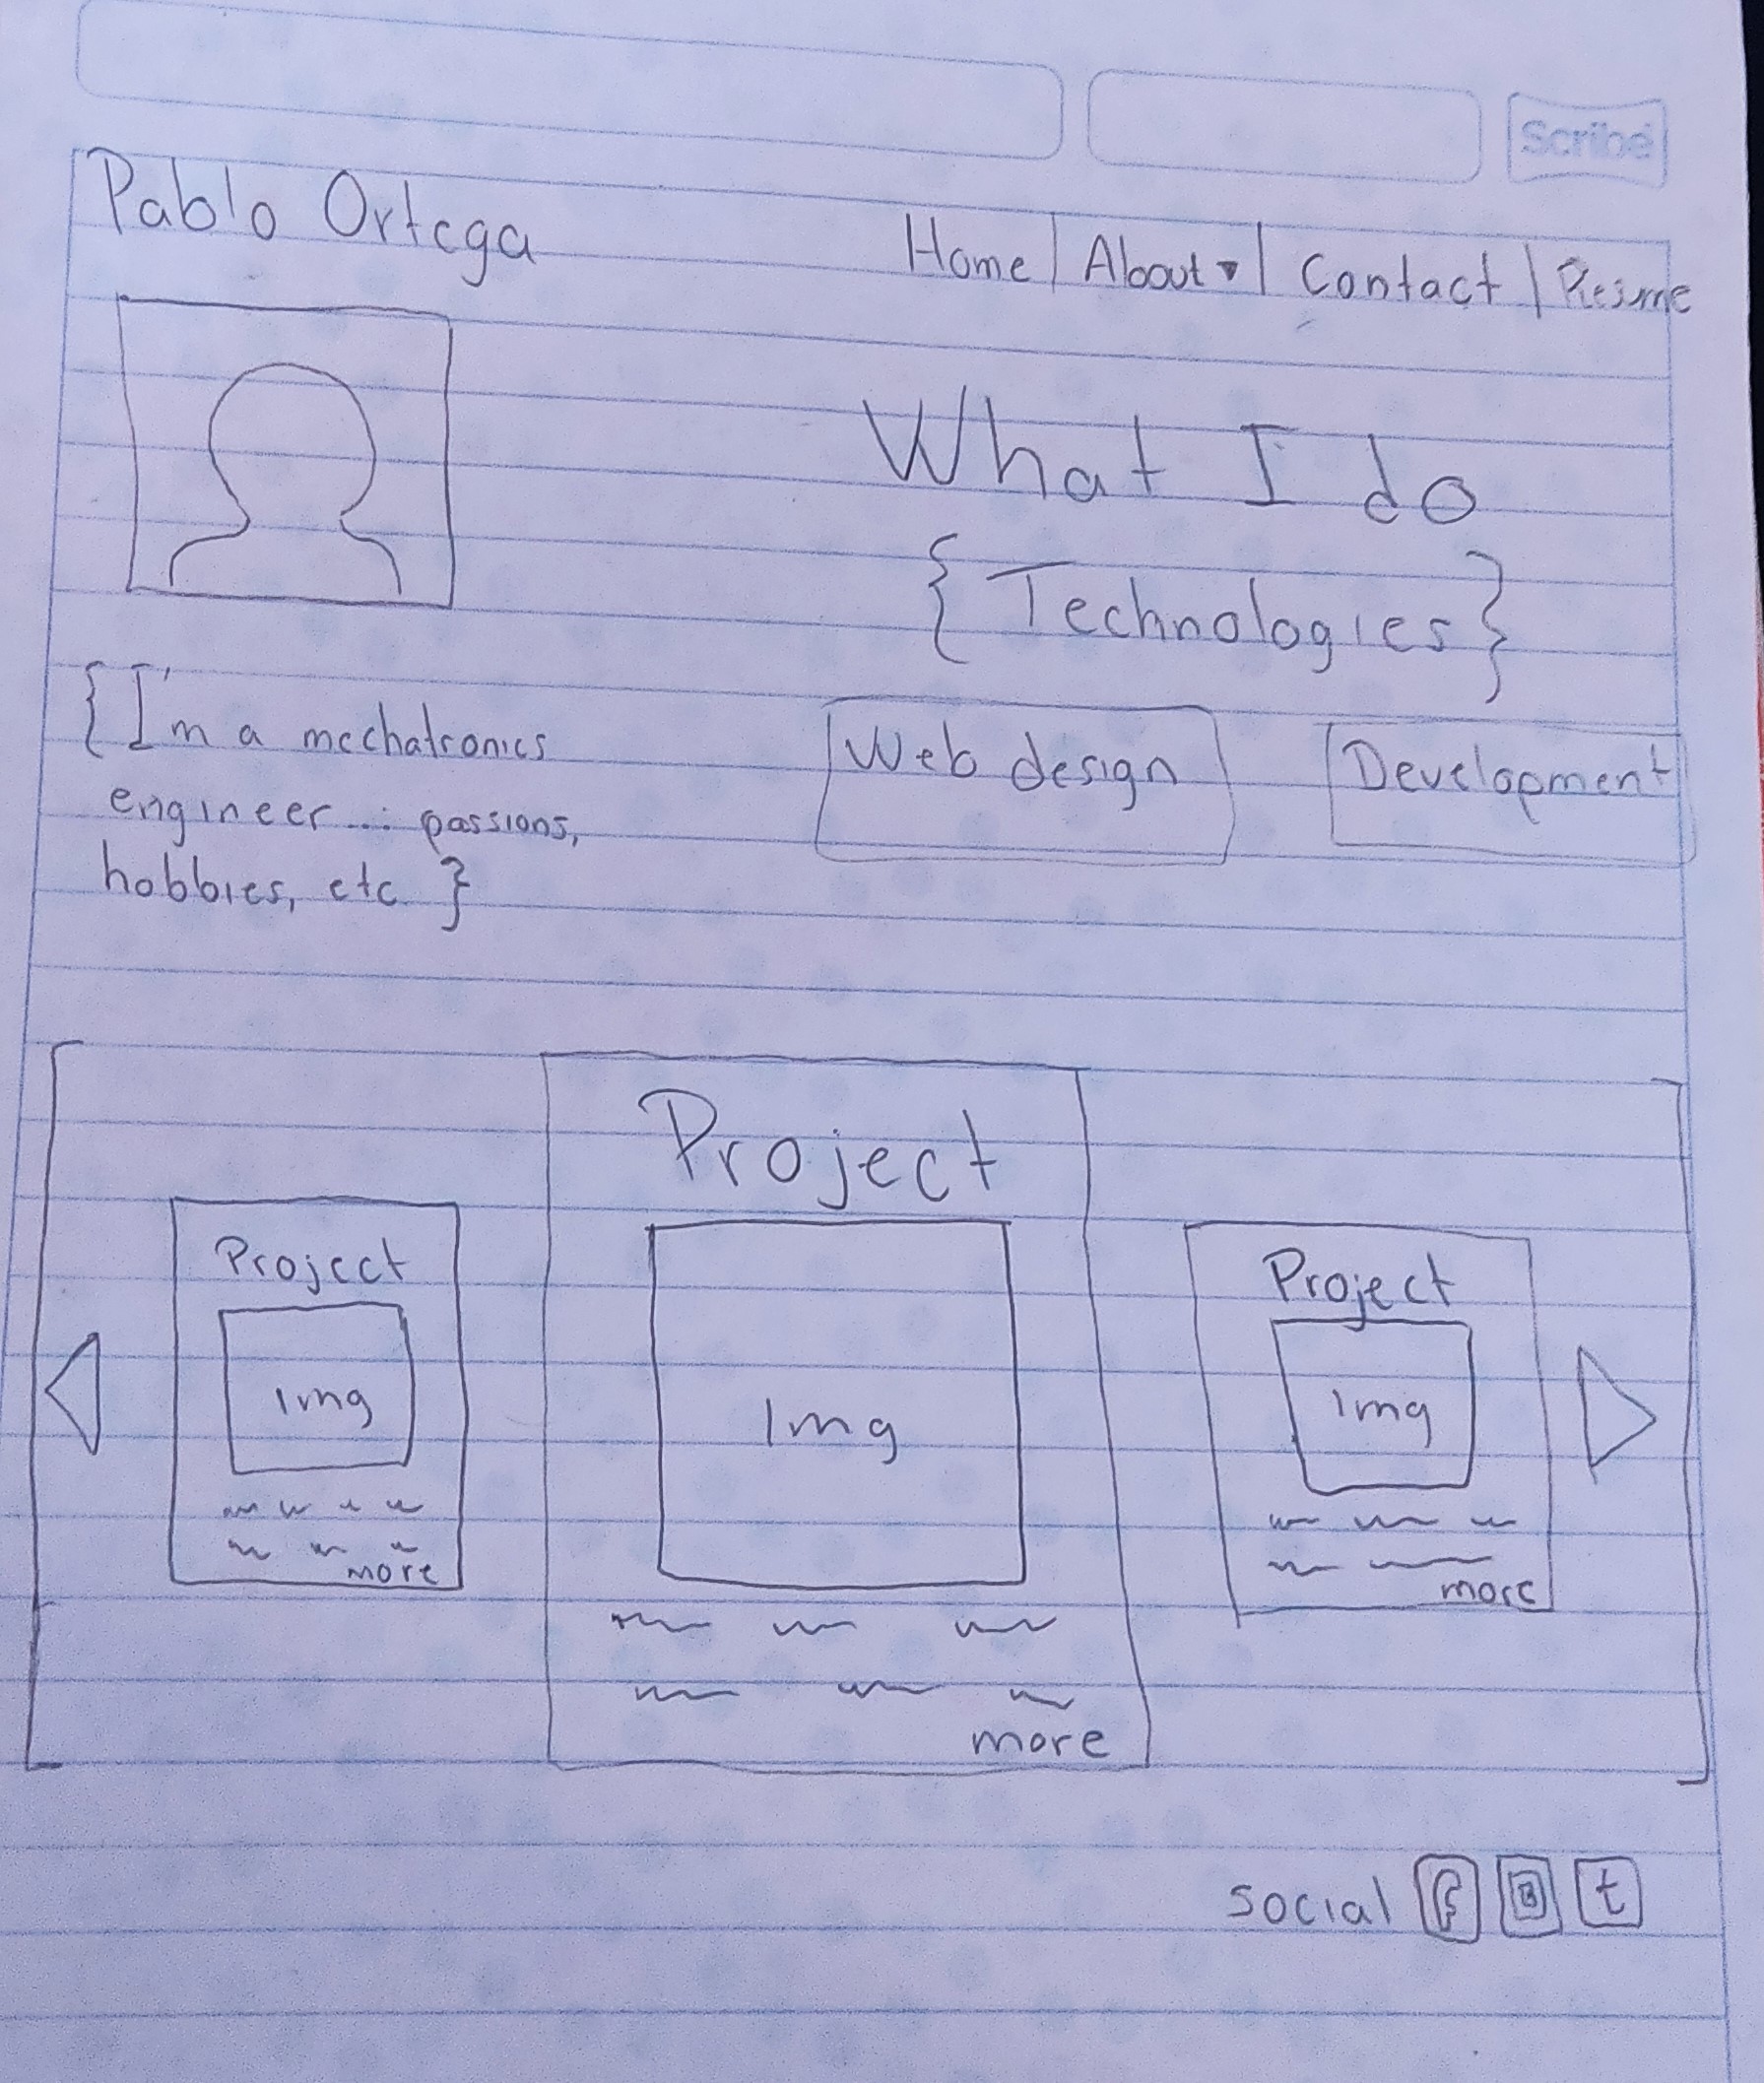 Scribe
Pablo Ortega
Home | About ▾ | Contact | Resume
What I do
{ Technologies }
{ I'm a mechatronics
engineer... passions,
hobbies, etc. }
Web design
Development
Project
Img
more
Project
Img
more
Project
Img
more
social f t